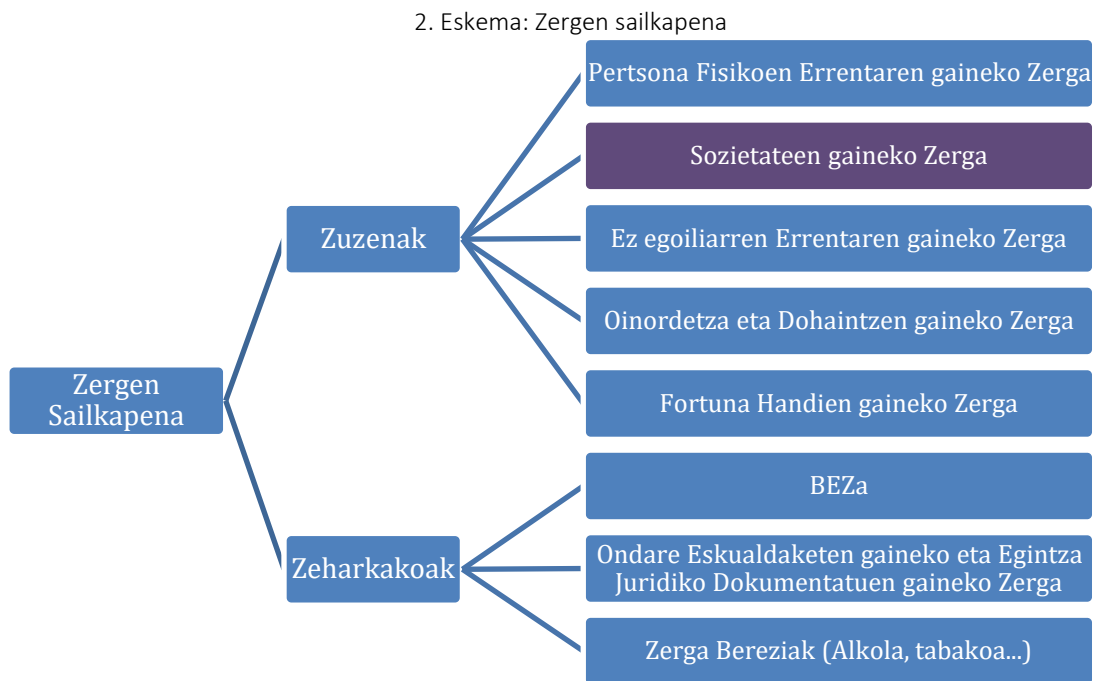 2. Eskema: Zergen sailkapena
Zergen
Sailkapena
Zuzenak
Pertsona Fisikoen Errentaren gaineko Zerga
Sozietateen gaineko Zerga
Ez egoiliarren Errentaren gaineko Zerga
Oinordetza eta Dohaintzen gaineko Zerga
Fortuna Handien gaineko Zerga
Zeharkakoak
BEZa
Ondare Eskualdaketen gaineko eta Egintza
Juridiko Dokumentatuen gaineko Zerga
Zerga Bereziak (Alkola, tabakoa...)